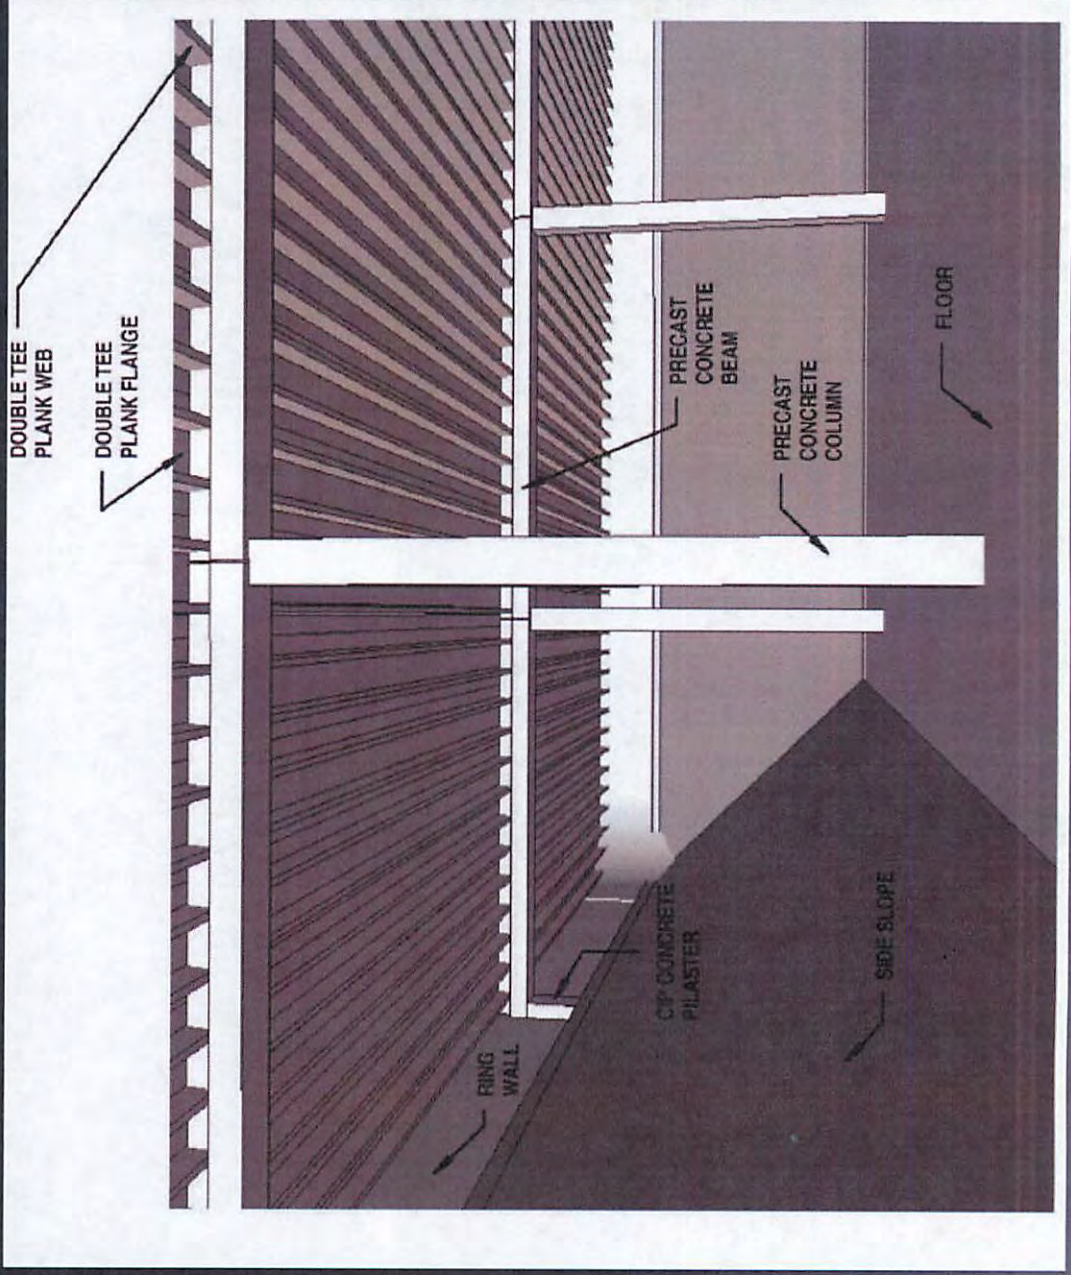 DOUBLE TEE
PLANK WEB
DOUBLE TEE
PLANK FLANGE
PRECAST
CONCRETE
BEAM
PRECAST
CONCRETE
COLUMN
FLOOR
CIP CONCRETE
PILASTER
SIDE SLOPE
RING
WALL